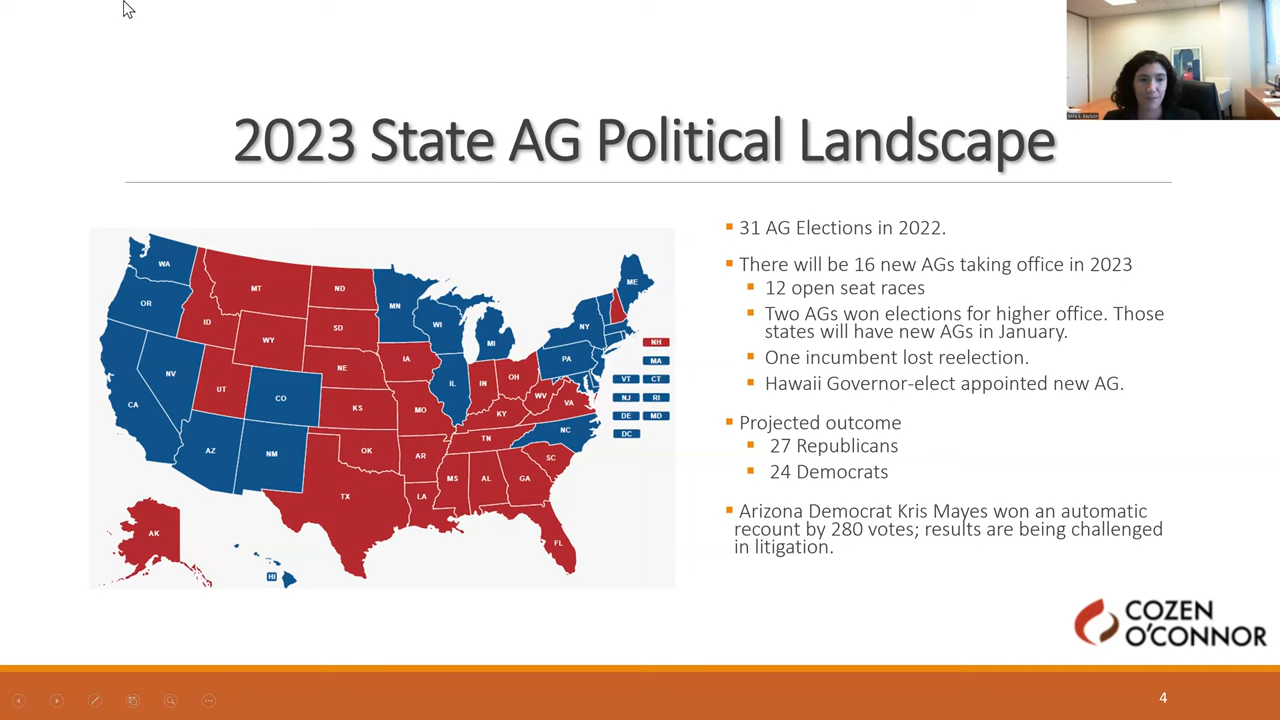 2023 State AG Political Landscape
WA
OR
CA
NV
ID
MT
WY
UT
AZ
CO
NM
ND
SD
NE
KS
OK
TX
MN
IA
MO
AR
LA
WI
IL
MI
IN
OH
KY
TN
MS
AL
GA
FL
SC
NC
VA
WV
PA
NY
ME
AK
HI
NH
MA
VT CT
NJ RI
DE MD
DC
▪ 31 AG Elections in 2022.
▪ There will be 16 new AGs taking office in 2023
▪ 12 open seat races
▪ Two AGs won elections for higher office. Those
states will have new AGs in January.
▪ One incumbent lost reelection.
▪ Hawaii Governor-elect appointed new AG.
▪ Projected outcome
▪ 27 Republicans
▪ 24 Democrats
▪ Arizona Democrat Kris Mayes won an automatic
recount by 280 votes; results are being challenged
in litigation.
COZEN
O'CONNOR
4